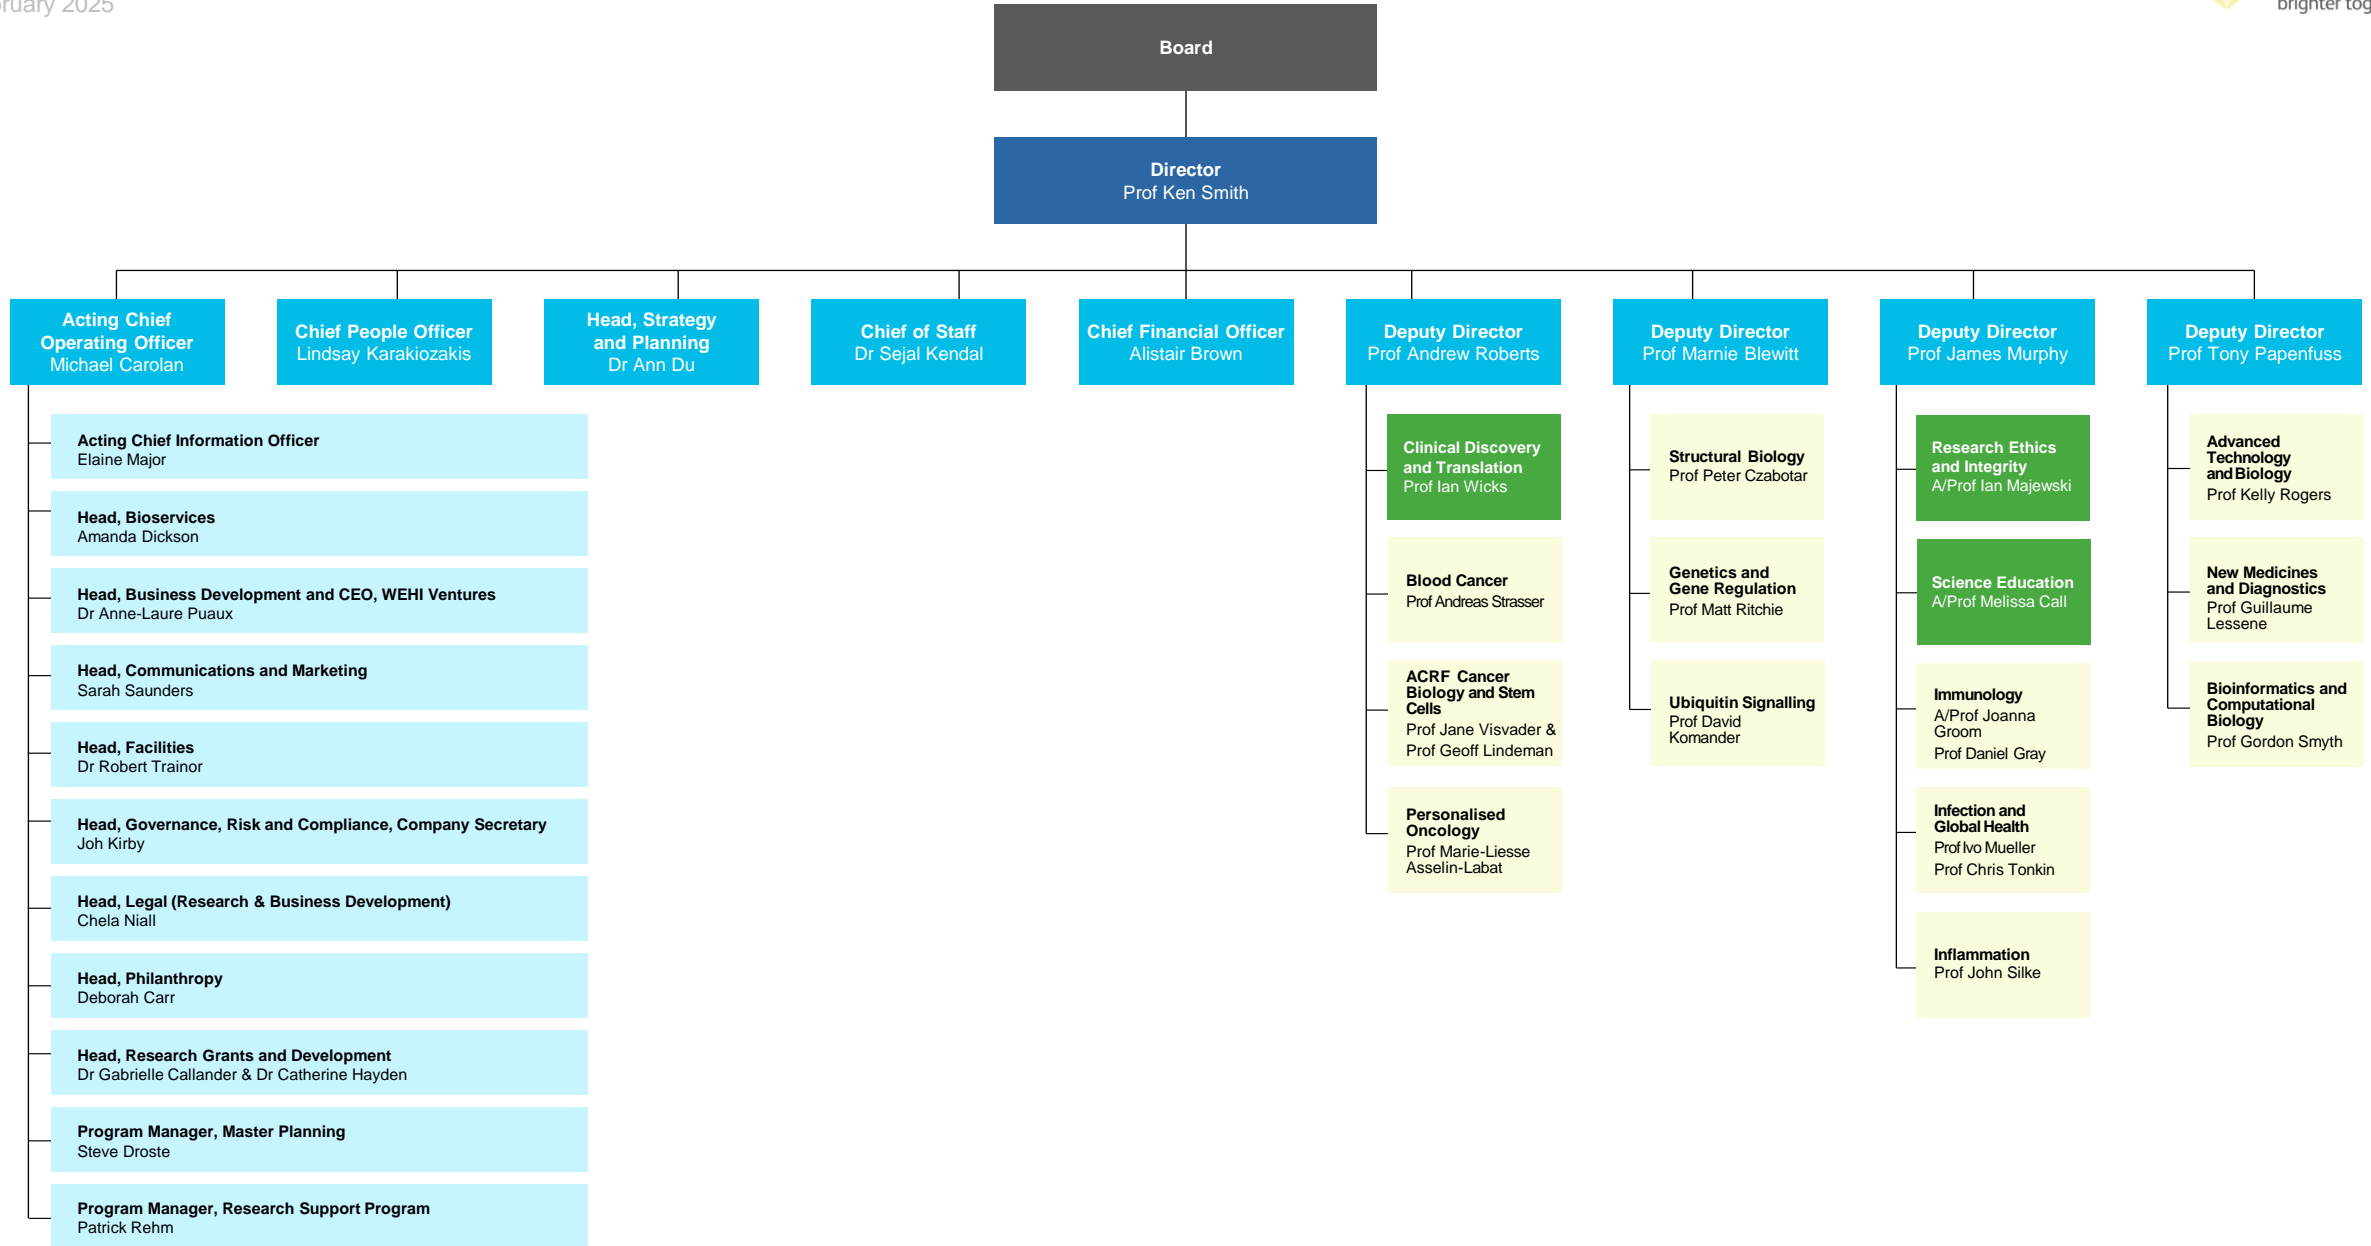 2025
brighter
Board
Director
Prof Ken Smith
Acting Chief
Operating Officer
Michael Carolan
Chief People Officer
Lindsay Karakiozakis
Head, Strategy
and Planning
Dr Ann Du
Chief of Staff
Dr Sejal Kendal
Chief Financial Officer
Alistair Brown
Deputy Director
Prof Andrew Roberts
Deputy Director
Prof Marnie Blewitt
Deputy Director
Prof James Murphy
Deputy Director
Prof Tony Papenfuss
Acting Chief Information Officer
Elaine Major
Head, Bioservices
Amanda Dickson
Head, Business Development and CEO, WEHI Ventures
Dr Anne-Laure Puaux
Head, Communications and Marketing
Sarah Saunders
Head, Facilities
Dr Robert Trainor
Head, Governance, Risk and Compliance, Company Secretary
Joh Kirby
Head, Legal (Research & Business Development)
Chela Niall
Head, Philanthropy
Deborah Carr
Head, Research Grants and Development
Dr Gabrielle Callander & Dr Catherine Hayden
Program Manager, Master Planning
Steve Droste
Program Manager, Research Support Program
Patrick Rehm
Clinical Discovery
and Translation
Prof Ian Wicks
Blood Cancer
Prof Andreas Strasser
ACRF Cancer
Biology and Stem
Cells
Prof Jane Visvader &
Prof Geoff Lindeman
Personalised
Oncology
Prof Marie-Liesse
Asselin-Labat
Structural Biology
Prof Peter Czabotar
Genetics and
Gene Regulation
Prof Matt Ritchie
Ubiquitin Signalling
Prof David
Komander
Research Ethics
and Integrity
A/Prof Ian Majewski
Science Education
A/Prof Melissa Call
Immunology
A/Prof Joanna
Groom
Prof Daniel Gray
Infection and
Global Health
Prof Ivo Mueller
Prof Chris Tonkin
Inflammation
Prof John Silke
Advanced
Technology
and Biology
Prof Kelly Rogers
New Medicines
and Diagnostics
Prof Guillaume
Lessene
Bioinformatics and
Computational
Biology
Prof Gordon Smyth